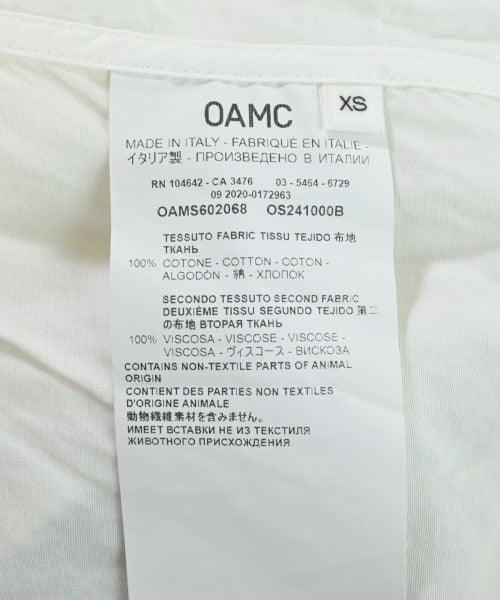 OAMC
XS
MADE IN ITALY - FABRIQUÉ EN ITALIE -
イタリア製 - ПРОИЗВЕДЕНО В ИТАЛИИ
RN 104642 - CA 3476 03 - 5464 - 6729
09 2020-0172963
OAMS602068 OS241000B
TESSUTO FABRIC TISSU TEJIDO 布地
ТКАНЬ
100% COTONE - COTTON - COTON -
ALGODÓN - 綿 - ХЛОПОК
SECONDO TESSUTO SECOND FABRIC
DEUXIÈME TISSU SEGUNDO TEJIDO 第二
の布地 ВТОРАЯ ТКАНЬ
100% VISCOSA - VISCOSE - VISCOSE -
VISCOSA - ヴィスコース - ВИСКОЗА
CONTAINS NON-TEXTILE PARTS OF ANIMAL
ORIGIN
CONTIENT DES PARTIES NON TEXTILES
D'ORIGINE ANIMALE
動物繊維素材を含みません。
ИМЕЕТ ВСТАВКИ НЕ ИЗ ТЕКСТИЛЯ
ЖИВОТНОГО ПРИСХОЖДЕНИЯ